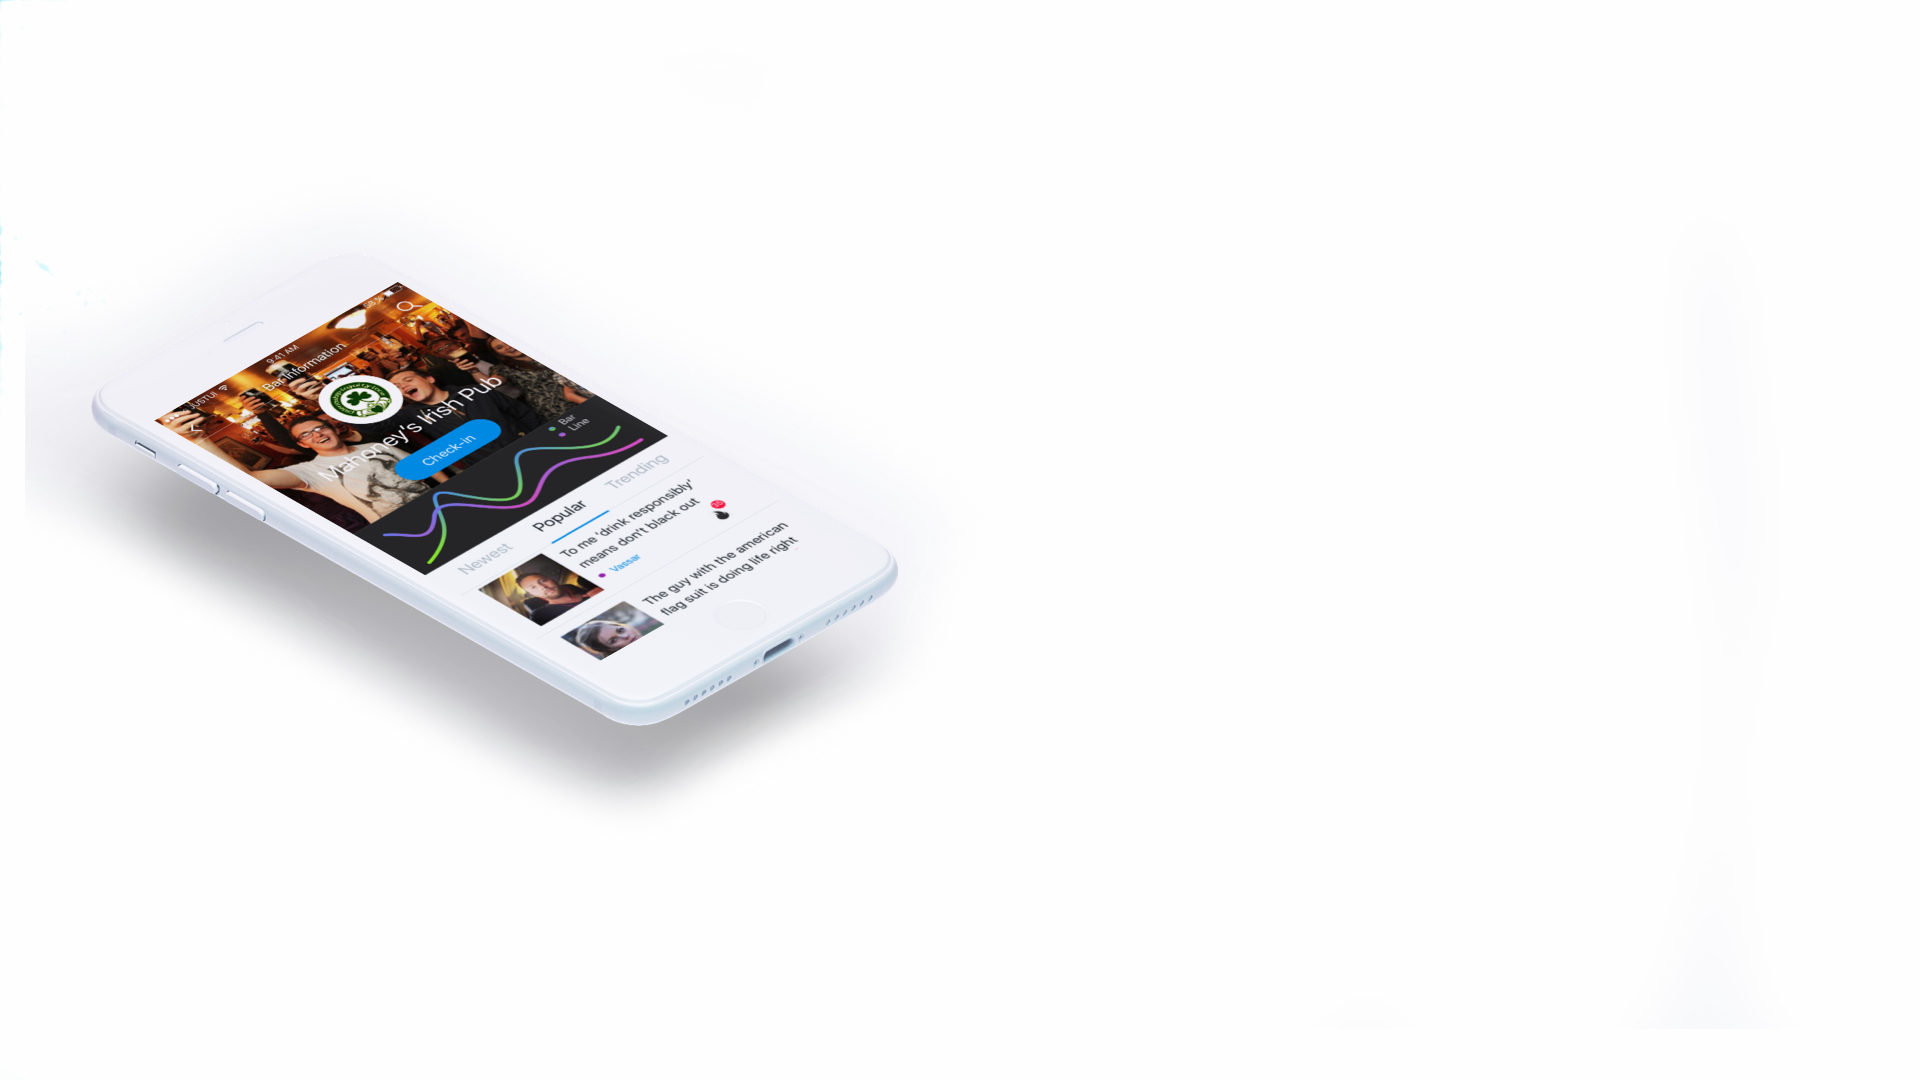 JUSTUI
9:41 AM
Bar Information
Mahoney's Irish Pub
Check-in
Bar
Line
Newest
Popular
Trending
To me 'drink responsibly'
means don't black out
Vassar
The guy with the american
flag suit is doing life right